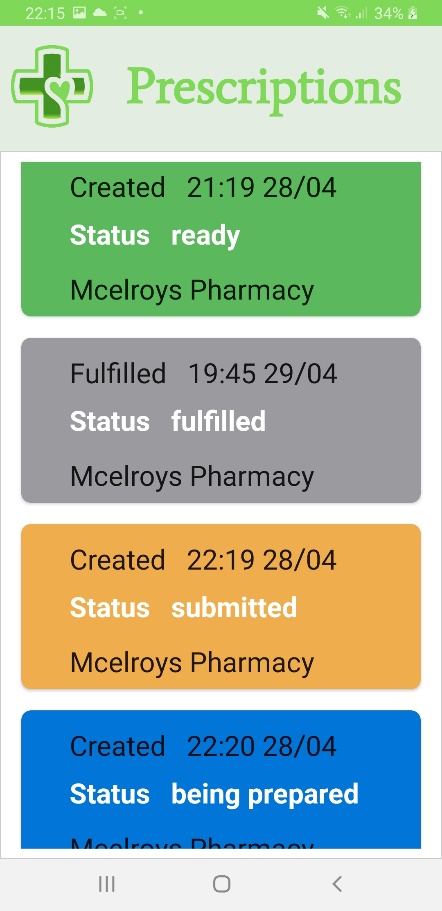 22:15 34%
Prescriptions
Created 21:19 28/04
Status ready
Mcelroys Pharmacy
Fulfilled 19:45 29/04
Status fulfilled
Mcelroys Pharmacy
Created 22:19 28/04
Status submitted
Mcelroys Pharmacy
Created 22:20 28/04
Status being prepared
Mcelroys Pharmacy